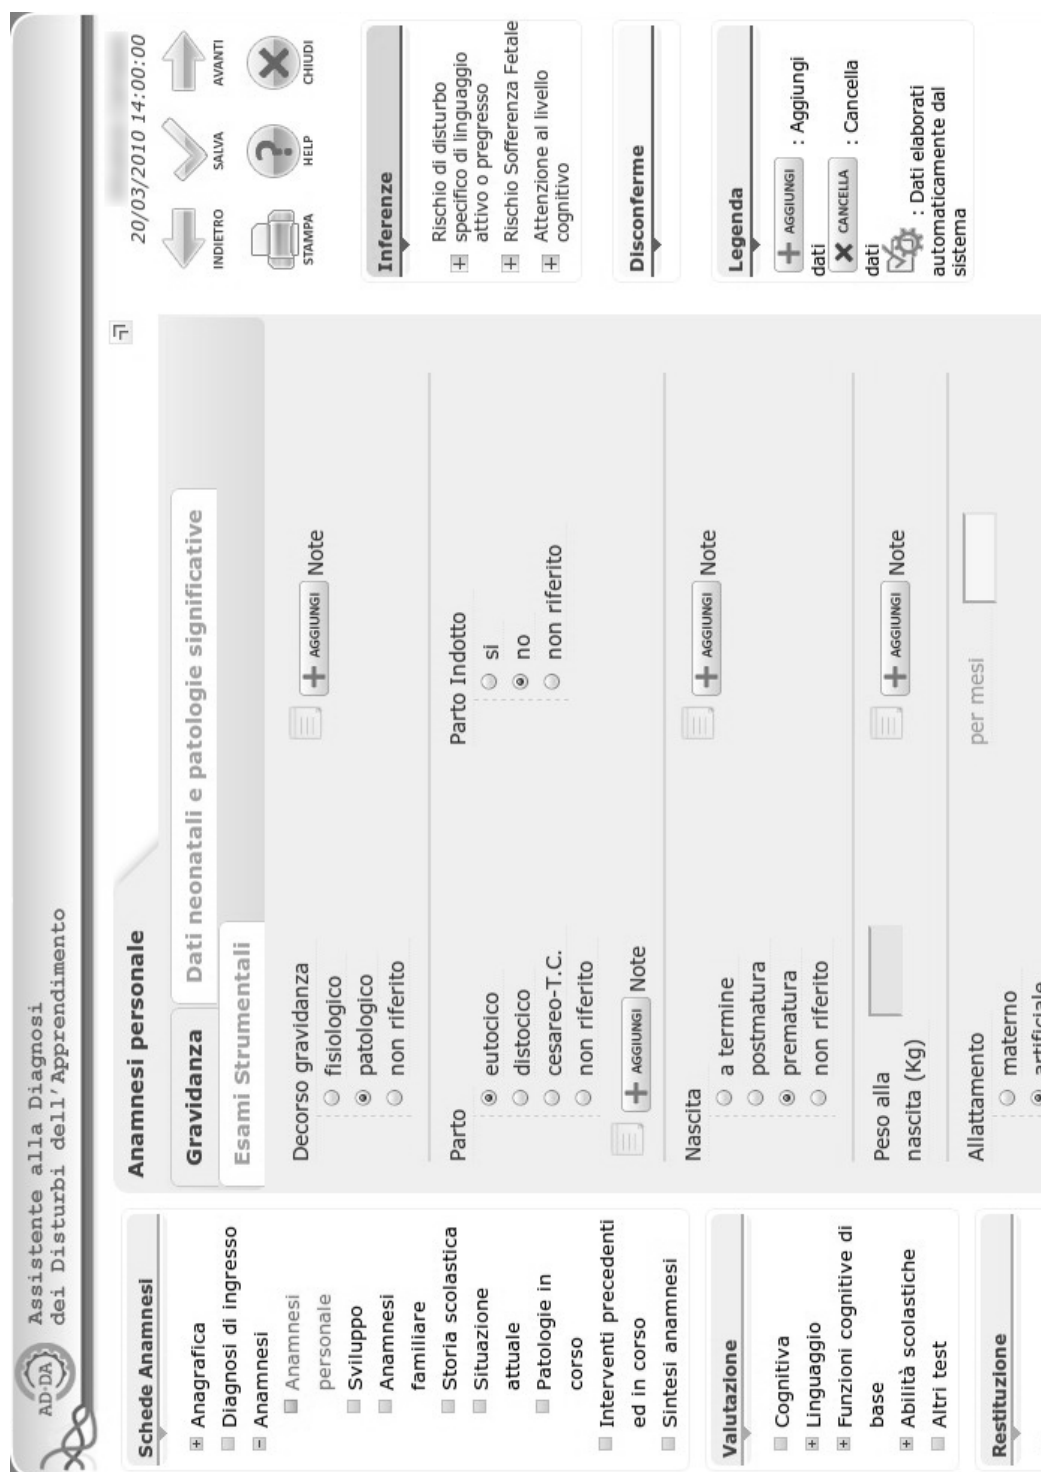 AD-DA
Assistente alla Diagnosi
dei Disturbi dell'Apprendimento
Schede Anamnesi
Anagrafica
Diagnosi di ingresso
Anamnesi
Anamnesi
personale
Sviluppo
Anamnesi
familiare
Storia scolastica
Situazione
attuale
Patologie in
corso
Interventi precedenti
ed in corso
Sintesi anamnesi
Valutazione
Cognitiva
Linguaggio
Funzioni cognitive di
base
Abilità scolastiche
Altri test
Restituzione
Anamnesi personale
Gravidanza
Dati neonatali e patologie significative
Esami Strumentali
Decorso gravidanza
fisiologico
patologico
non riferito
AGGIUNGI Note
Parto
eutocico
distocico
cesareo-T.C.
non riferito
AGGIUNGI Note
Parto Indotto
si
no
non riferito
Nascita
a termine
postmatura
prematura
non riferito
AGGIUNGI Note
Peso alla
nascita (Kg)
AGGIUNGI Note
Allattamento
materno
artificiale
per mesi
20/03/2010 14:00:00
INDIETRO SALVA AVANTI
STAMPA HELP CHIUDI
Inferenze
Rischio di disturbo
specifico di linguaggio
attivo o pregresso
Rischio Sofferenza Fetale
Attenzione al livello
cognitivo
Disconferme
Legenda
AGGIUNGI : Aggiungi
dati
CANCELLA : Cancella
dati
: Dati elaborati
automaticamente dal
sistema